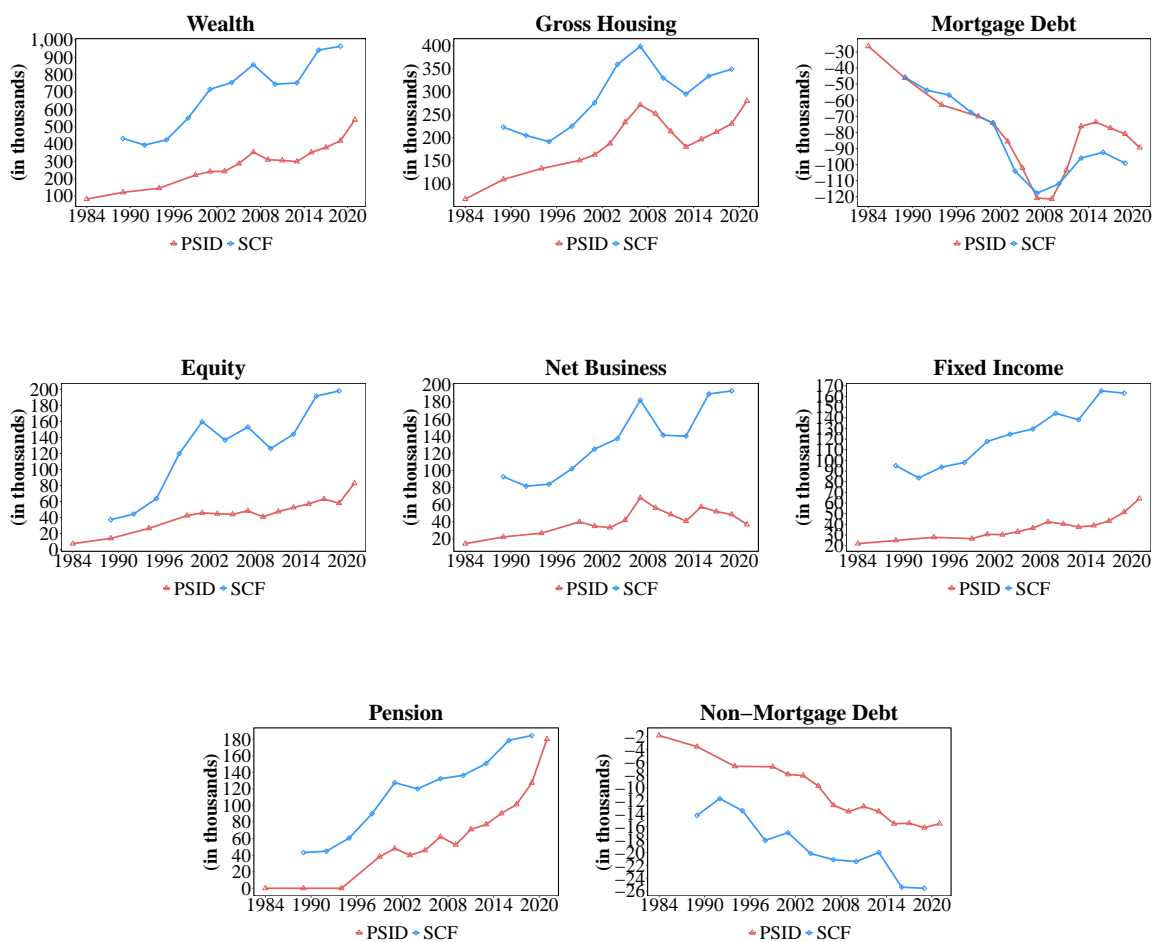 Wealth
(in thousands)
1,000
900
800
700
600
500
400
300
200
100
1984 1990 1996 2002 2008 2014 2020
PSID SCF
Gross Housing
(in thousands)
400
350
300
250
200
150
100
1984 1990 1996 2002 2008 2014 2020
PSID SCF
Mortgage Debt
(in thousands)
−30
−40
−50
−60
−70
−80
−90
−100
−110
−120
1984 1990 1996 2002 2008 2014 2020
PSID SCF
Equity
(in thousands)
200
180
160
140
120
100
80
60
40
20
0
1984 1990 1996 2002 2008 2014 2020
PSID SCF
Net Business
(in thousands)
200
180
160
140
120
100
80
60
40
20
1984 1990 1996 2002 2008 2014 2020
PSID SCF
Fixed Income
(in thousands)
170
160
150
140
130
120
110
100
90
80
70
60
50
40
30
20
1984 1990 1996 2002 2008 2014 2020
PSID SCF
Pension
(in thousands)
180
160
140
120
100
80
60
40
20
0
1984 1990 1996 2002 2008 2014 2020
PSID SCF
Non−Mortgage Debt
(in thousands)
−2
−4
−6
−8
−10
−12
−14
−16
−18
−20
−22
−24
−26
1984 1990 1996 2002 2008 2014 2020
PSID SCF